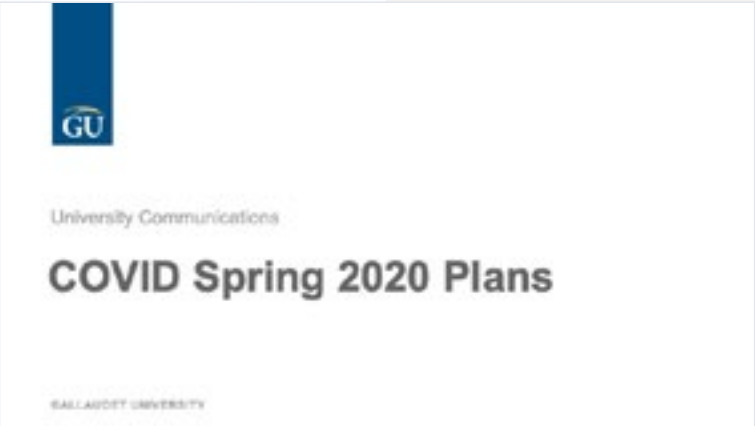 GU
University Communications
COVID Spring 2020 Plans
GALLAUDET UNIVERSITY